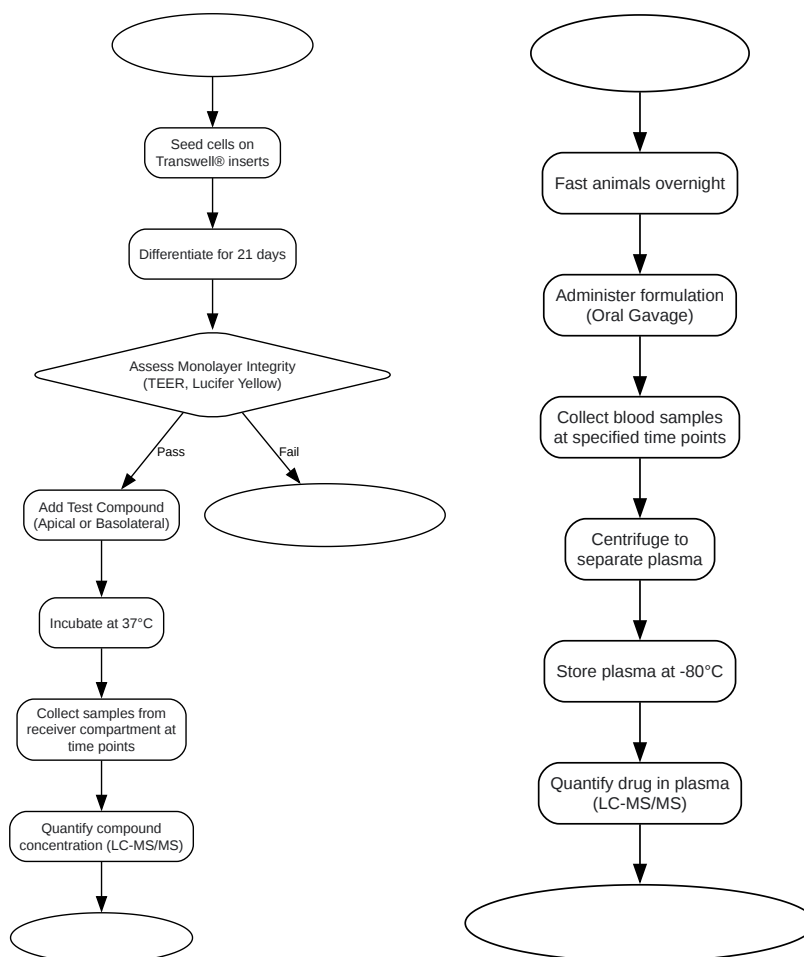 Seed cells on
Transwell® inserts
Differentiate for 21 days
Assess Monolayer Integrity
(TEER, Lucifer Yellow)
Pass
Fail
Add Test Compound
(Apical or Basolateral)
Incubate at 37°C
Collect samples from
receiver compartment at
time points
Quantify compound
concentration (LC-MS/MS)
Fast animals overnight
Administer formulation
(Oral Gavage)
Collect blood samples
at specified time points
Centrifuge to
separate plasma
Store plasma at -80°C
Quantify drug in plasma
(LC-MS/MS)